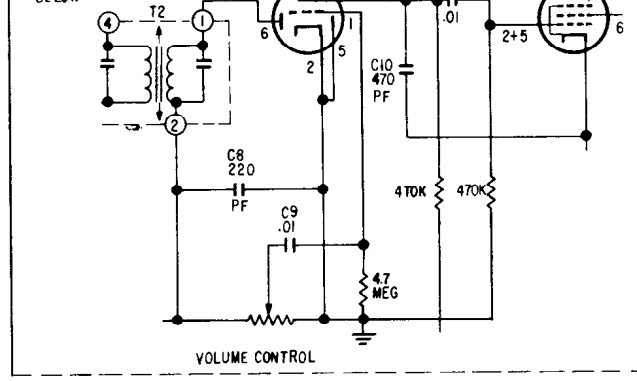 T2
4
1
6
1
5
2
.01
2+5
6
C10
470
PF
2
C8
220
PF
C9
.01
470K
470K
4.7
MEG
VOLUME CONTROL